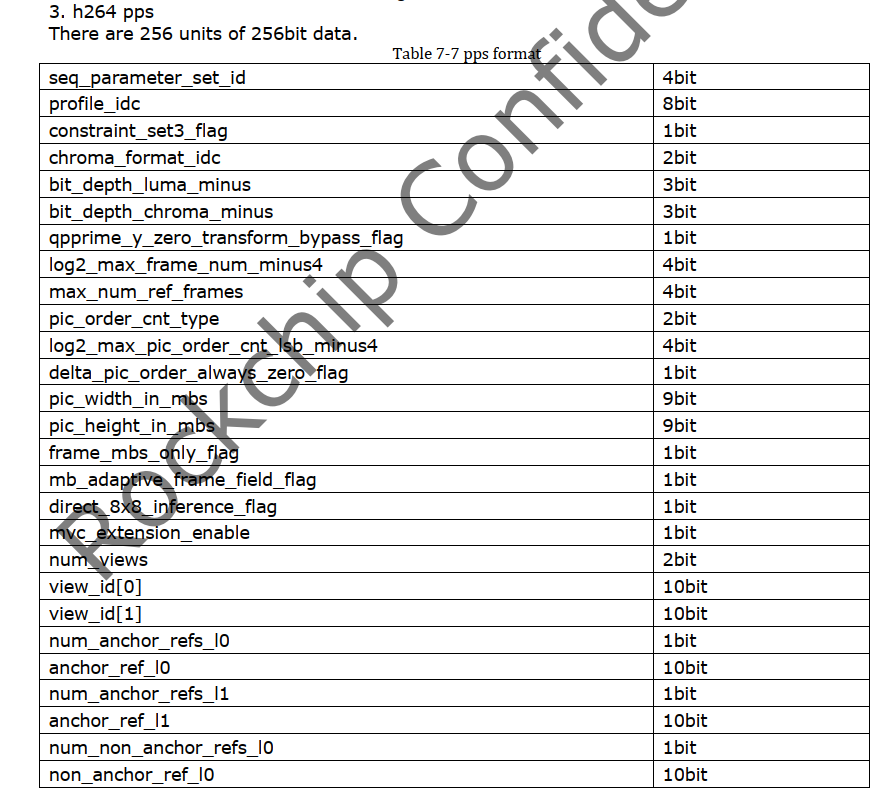 3. h264 pps
There are 256 units of 256bit data.
Table 7-7 pps format
seq_parameter_set_id 4bit
profile_idc 8bit
constraint_set3_flag 1bit
chroma_format_idc 2bit
bit_depth_luma_minus 3bit
bit_depth_chroma_minus 3bit
qpprime_y_zero_transform_bypass_flag 1bit
log2_max_frame_num_minus4 4bit
max_num_ref_frames 4bit
pic_order_cnt_type 2bit
log2_max_pic_order_cnt_lsb_minus4 4bit
delta_pic_order_always_zero_flag 1bit
pic_width_in_mbs 9bit
pic_height_in_mbs 9bit
frame_mbs_only_flag 1bit
mb_adaptive_frame_field_flag 1bit
direct_8x8_inference_flag 1bit
mvc_extension_enable 1bit
num_views 2bit
view_id[0] 10bit
view_id[1] 10bit
num_anchor_refs_l0 1bit
anchor_ref_l0 10bit
num_anchor_refs_l1 1bit
anchor_ref_l1 10bit
num_non_anchor_refs_l0 1bit
non_anchor_ref_l0 10bit
Rockchip Confide